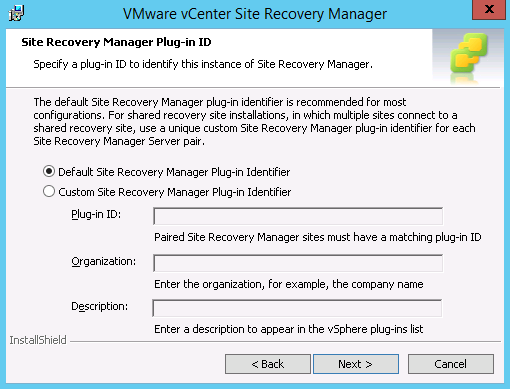 VMware vCenter Site Recovery Manager
x
Site Recovery Manager Plug-in ID
Specify a plug-in ID to identify this instance of Site Recovery Manager.
The default Site Recovery Manager plug-in identifier is recommended for most
configurations. For shared recovery site installations, in which multiple sites connect to a
shared recovery site, use a unique custom Site Recovery Manager plug-in identifier for each
Site Recovery Manager Server pair.
Default Site Recovery Manager Plug-in Identifier
Custom Site Recovery Manager Plug-in Identifier
Plug-in ID:
Paired Site Recovery Manager sites must have a matching plug-in ID
Organization:
Enter the organization, for example, the company name
Description:
Enter a description to appear in the vSphere plug-ins list
InstallShield
< Back
Next >
Cancel